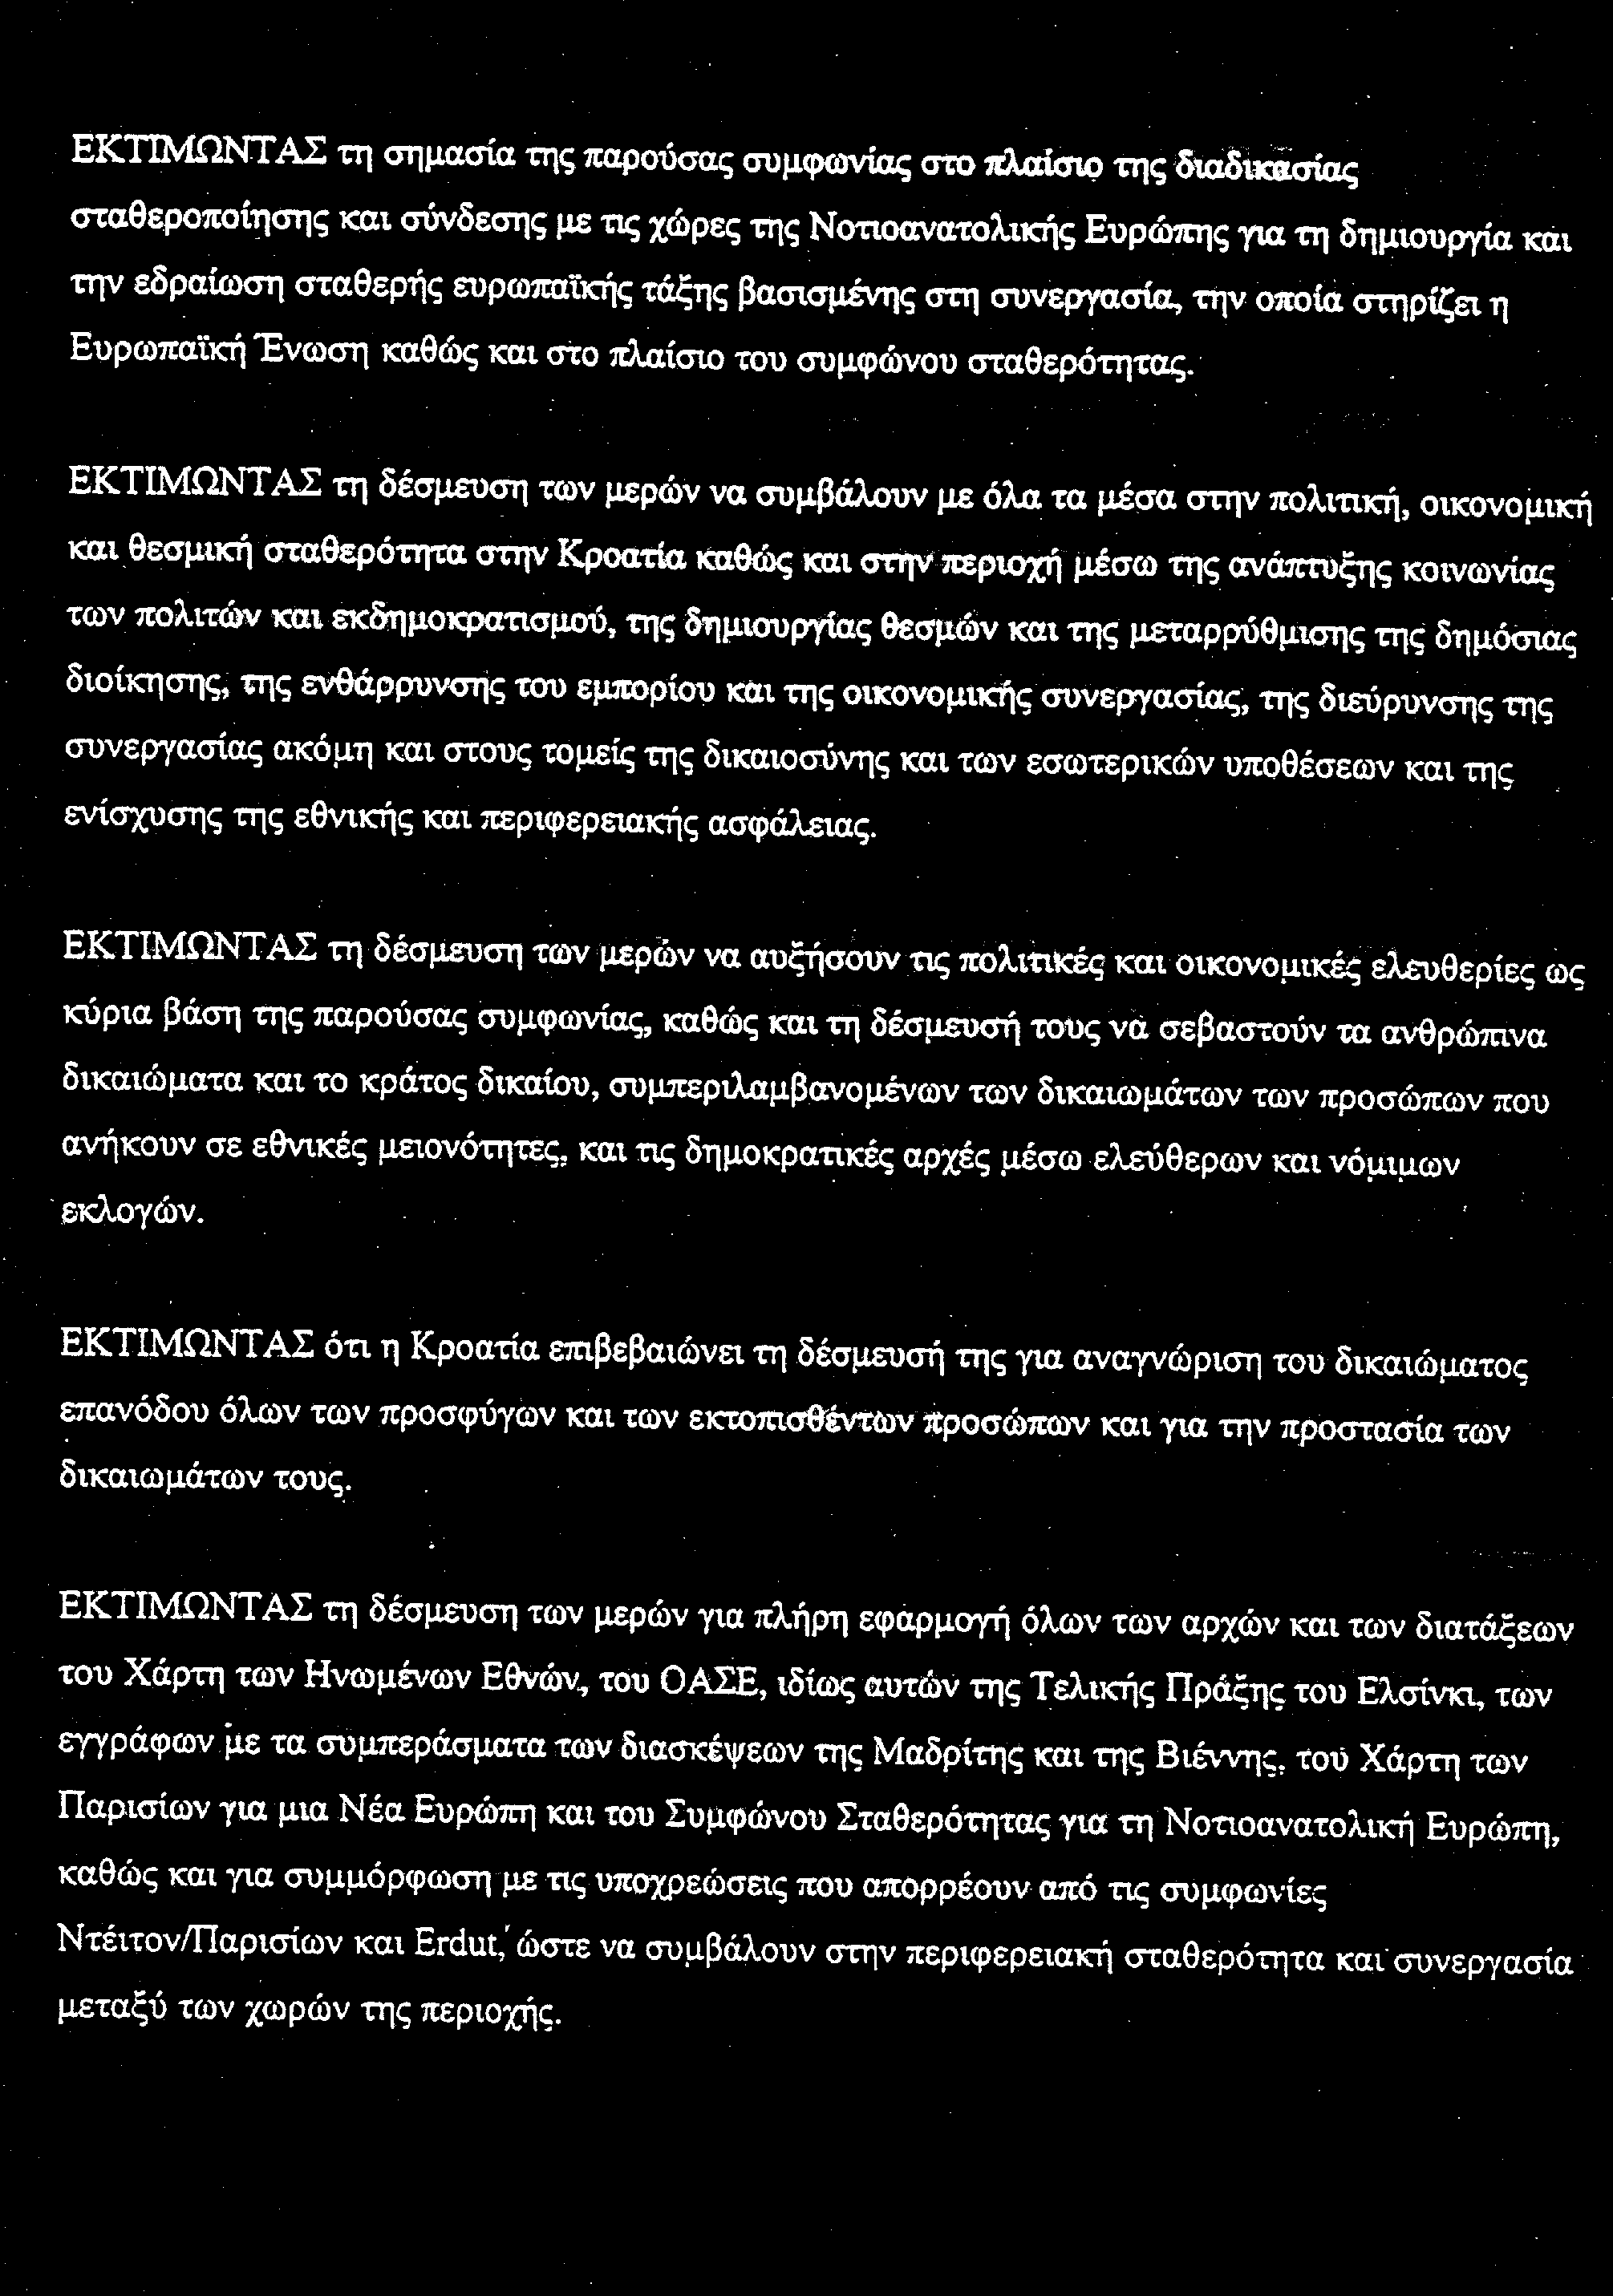 ΕΚΤΙΜΩΝΤΑΣ τη σημασία της παρούσας συμφωνίας στο πλαίσιο της διαδικασίας
σταθεροποίησης και σύνδεσης με τις χώρες της Νοτιοανατολικής Ευρώπης για τη δημιουργία και
την εδραίωση σταθερής ευρωπαϊκής τάξης βασισμένης στη συνεργασία, την οποία στηρίζει η
Ευρωπαϊκή Ένωση καθώς και στο πλαίσιο του συμφώνου σταθερότητας.
ΕΚΤΙΜΩΝΤΑΣ τη δέσμευση των μερών να συμβάλουν με όλα τα μέσα στην πολιτική, οικονομική
και θεσμική σταθερότητα στην Κροατία καθώς και στην περιοχή μέσω της ανάπτυξης κοινωνίας
των πολιτών και εκδημοκρατισμού, της δημιουργίας θεσμών και της μεταρρύθμισης της δημόσιας
διοίκησης, της ενθάρρυνσης του εμπορίου και της οικονομικής συνεργασίας, της διεύρυνσης της
συνεργασίας ακόμη και στους τομείς της δικαιοσύνης και των εσωτερικών υποθέσεων και της
ενίσχυσης της εθνικής και περιφερειακής ασφάλειας.
ΕΚΤΙΜΩΝΤΑΣ τη δέσμευση των μερών να αυξήσουν τις πολιτικές και οικονομικές ελευθερίες ως
κύρια βάση της παρούσας συμφωνίας, καθώς και τη δέσμευσή τους να σεβαστούν τα ανθρώπινα
δικαιώματα και το κράτος δικαίου, συμπεριλαμβανομένων των δικαιωμάτων των προσώπων που
ανήκουν σε εθνικές μειονότητες, και τις δημοκρατικές αρχές μέσω ελεύθερων και νόμιμων
εκλογών.
ΕΚΤΙΜΩΝΤΑΣ ότι η Κροατία επιβεβαιώνει τη δέσμευσή της για αναγνώριση του δικαιώματος
επανόδου όλων των προσφύγων και των εκτοπισθέντων προσώπων και για την προστασία των
δικαιωμάτων τους.
ΕΚΤΙΜΩΝΤΑΣ τη δέσμευση των μερών για πλήρη εφαρμογή όλων των αρχών και των διατάξεων
του Χάρτη των Ηνωμένων Εθνών, του ΟΑΣΕ, ιδίως αυτών της Τελικής Πράξης του Ελσίνκι, των
εγγράφων με τα συμπεράσματα των διασκέψεων της Μαδρίτης και της Βιέννης, του Χάρτη των
Παρισίων για μια Νέα Ευρώπη και του Συμφώνου Σταθερότητας για τη Νοτιοανατολική Ευρώπη,
καθώς και για συμμόρφωση με τις υποχρεώσεις που απορρέουν από τις συμφωνίες
Ντέιτον/Παρισίων και Erdut, ώστε να συμβάλουν στην περιφερειακή σταθερότητα και συνεργασία
μεταξύ των χωρών της περιοχής.